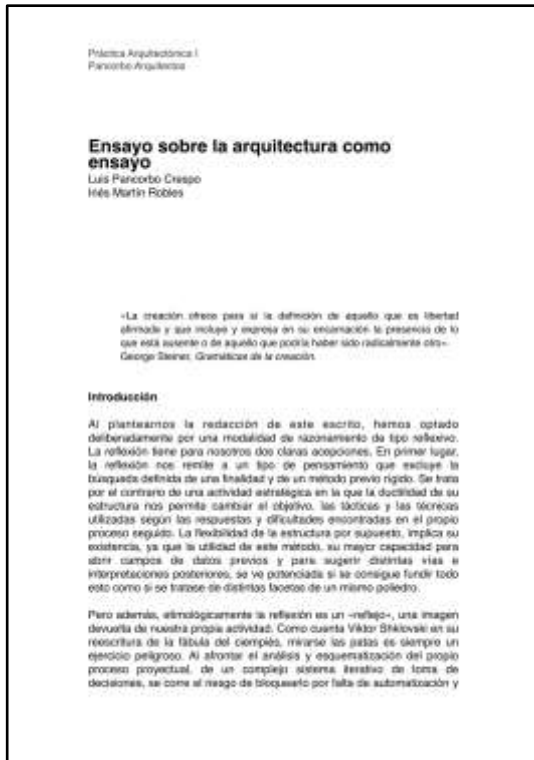 Práctica Arquitectónica I
Pancorbo Arquitectos
Ensayo sobre la arquitectura como
ensayo
Luis Pancorbo Crespo
Inés Martín Robles
«La creación ofrece para sí la definición de aquello que es libertad
afirmada y que incluye y expresa en su encarnación la presencia de lo
que está ausente o de aquello que podría haber sido radicalmente otro».
George Steiner, Gramáticas de la creación.
Introducción
Al plantearnos la redacción de este escrito, hemos optado
deliberadamente por una modalidad de razonamiento de tipo reflexivo.
La reflexión tiene para nosotros dos claras acepciones. En primer lugar,
la reflexión nos remite a un tipo de pensamiento que excluye la
búsqueda definida de una finalidad y de un método previo rígido. Se trata
por el contrario de una actividad estratégica en la que la ductilidad de su
estructura nos permite cambiar el objetivo, las tácticas y las técnicas
utilizadas según las respuestas y dificultades encontradas en el propio
proceso seguido. La flexibilidad de la estructura por supuesto, implica su
existencia, ya que la utilidad de este método, su mayor capacidad para
abrir campos de datos previos y para sugerir distintas vías e
interpretaciones posteriores, se ve potenciada si se consigue fundir todo
esto como si se tratase de distintas facetas de un mismo poliedro.
Pero además, etimológicamente la reflexión es un «reflejo», una imagen
devuelta de nuestra propia actividad. Como cuenta Viktor Shklovski en su
reescritura de la fábula del ciempiés, mirarse las patas es siempre un
ejercicio peligroso. Al afrontar el análisis y esquematización del propio
proceso proyectual, de un complejo sistema iterativo de toma de
decisiones, se corre el riesgo de bloquearlo por falta de automatización y